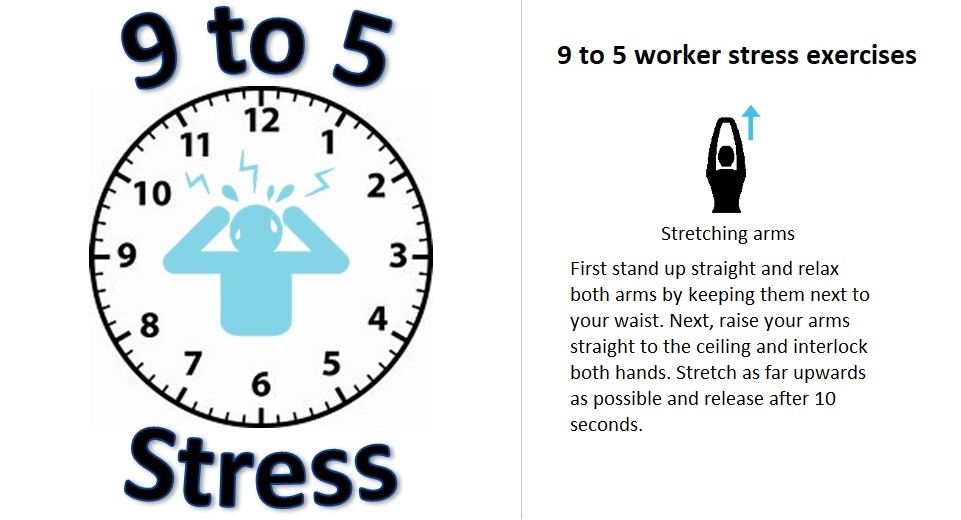 9 to 5
12
11
1
10
2
9
3
8
4
7
5
6
Stress
9 to 5 worker stress exercises
Stretching arms
First stand up straight and relax
both arms by keeping them next to
your waist. Next, raise your arms
straight to the ceiling and interlock
both hands. Stretch as far upwards
as possible and release after 10
seconds.